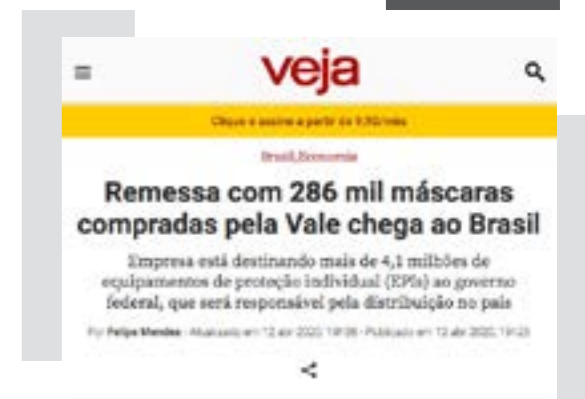 veja
Clique e assine a partir de 9,90/mês
Brasil, Economia
Remessa com 286 mil máscaras
compradas pela Vale chega ao Brasil
Empresa está destinando mais de 4,1 milhões de
equipamentos de proteção individual (EPIs) ao governo
federal, que será responsável pela distribuição no país
Por Felipe Mendes - Atualizado em 12 abr 2020, - Publicado em 12 abr 2020,